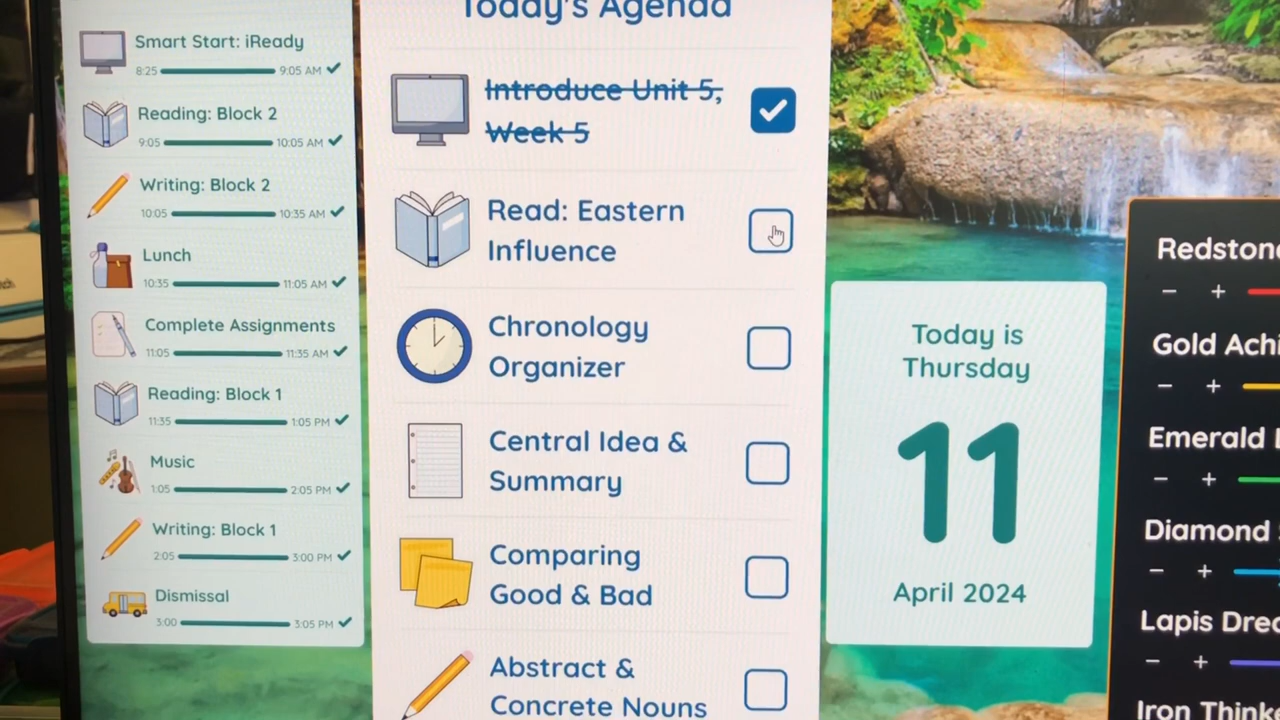 Smart Start: iReady
8:25 9:05 AM
Reading: Block 2
9:05 10:05 AM
Writing: Block 2
10:05 10:35 AM
Lunch
10:35 11:05 AM
Complete Assignments
11:05 11:35 AM
Reading: Block 1
11:35 1:05 PM
Music
1:05 2:05 PM
Writing: Block 1
2:05 3:00 PM
Dismissal
3:00 3:05 PM
Today's Agenda
Introduce Unit 5,
Week 5
Read: Eastern
Influence
Chronology
Organizer
Central Idea &
Summary
Comparing
Good & Bad
Abstract &
Concrete Nouns
Today is
Thursday
11
April 2024
Redstone
- +
Gold Achi
- +
Emerald
- +
Diamond
- +
Lapis Drea
- +
Iron Thinke